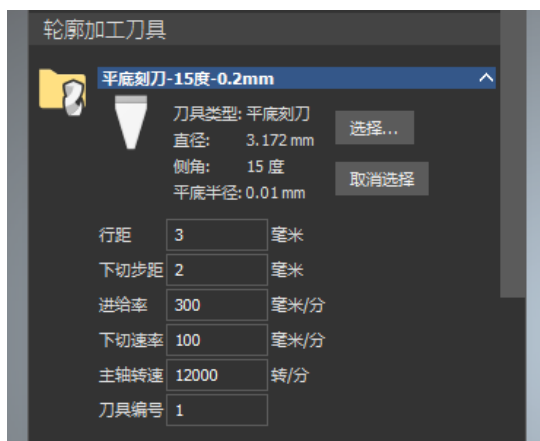 轮廓加工刀具
平底刻刀-15度-0.2mm
刀具类型: 平底刻刀
直径: 3.172 mm
侧角: 15 度
平底半径: 0.01 mm
选择...
取消选择
行距 3 毫米
下切步距 2 毫米
进给率 300 毫米/分
下切速率 100 毫米/分
主轴转速 12000 转/分
刀具编号 1